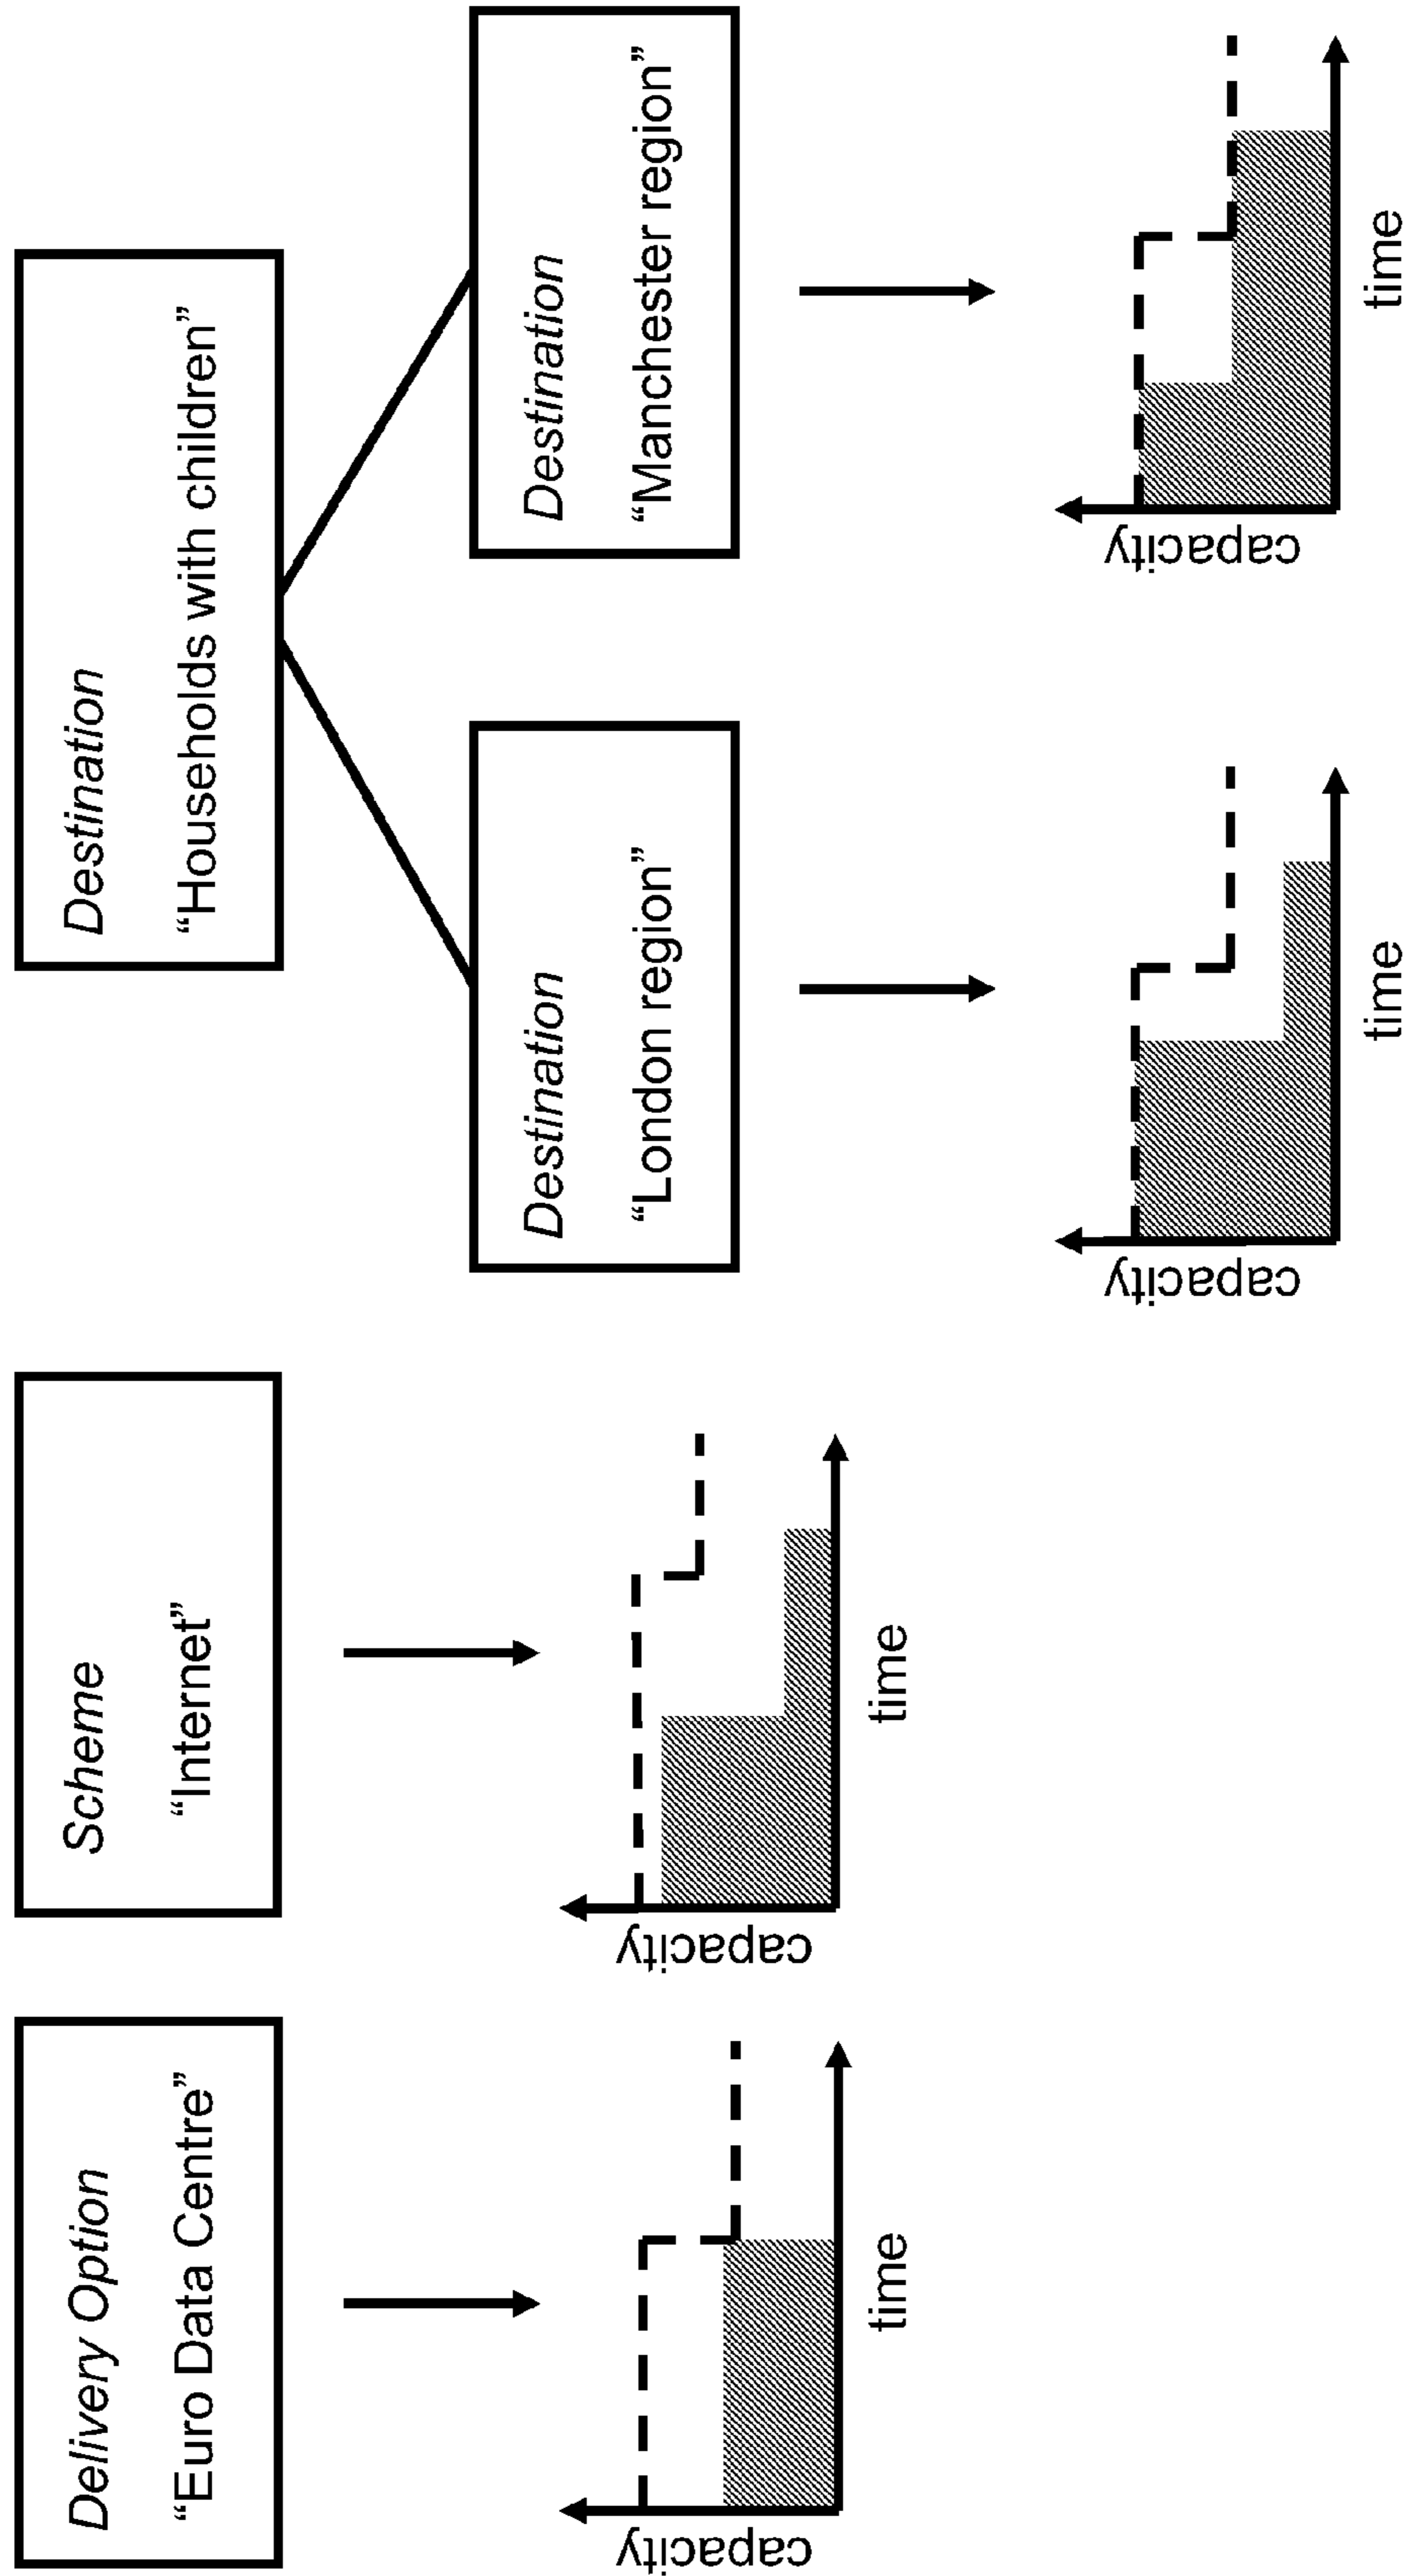 Delivery Option
“Euro Data Centre”
capacity
time
Scheme
“Internet”
capacity
time
Destination
“Households with children”
Destination
“London region”
capacity
time
Destination
“Manchester region”
capacity
time